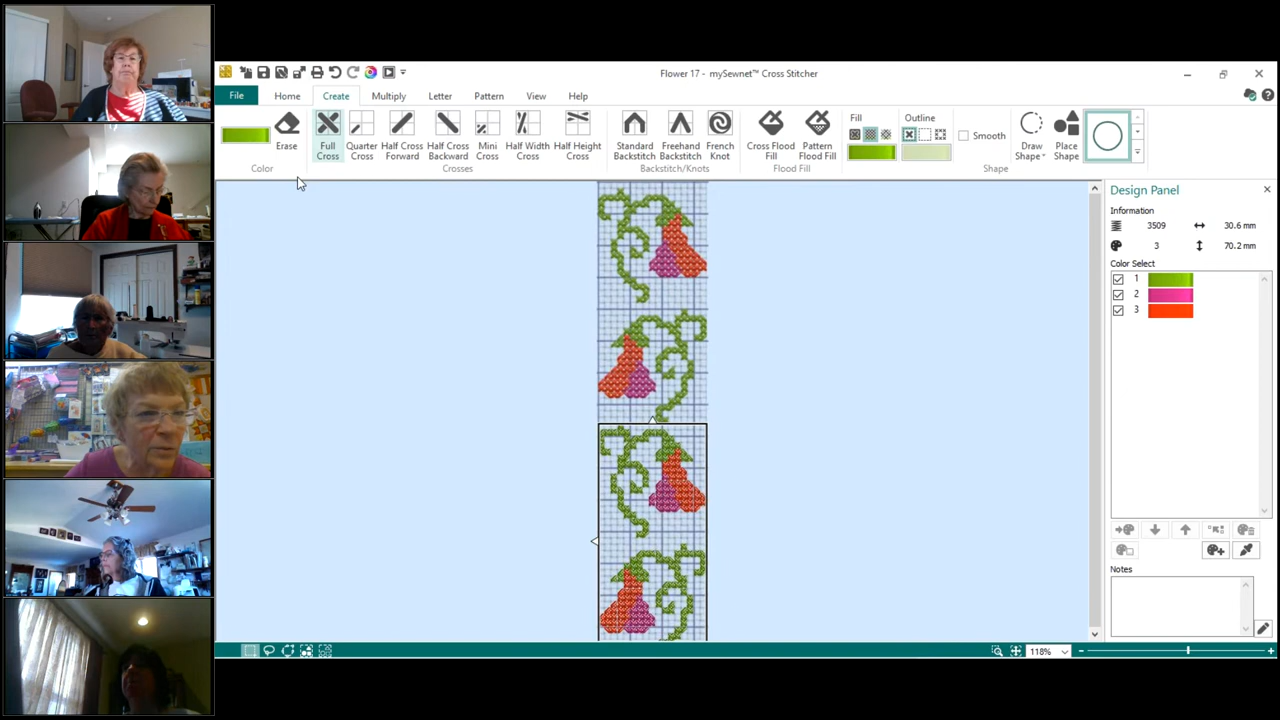 Flower 17 - mySewnet™ Cross Stitcher
File Home Create Multiply Letter Pattern View Help
Erase
Full Cross
Quarter Cross
Half Cross Forward
Half Cross Backward
Mini Cross
Half Width Cross
Half Height Cross
Standard Backstitch
Freehand Backstitch
French Knot
Cross Flood Fill
Pattern Flood Fill
Fill
Outline
Smooth
Draw Shape
Place Shape
Color
Crosses
Backstitch/Knots
Flood Fill
Shape
Design Panel
Information
3509 30.6 mm
3 70.2 mm
Color Select
1
2
3
Notes
118%